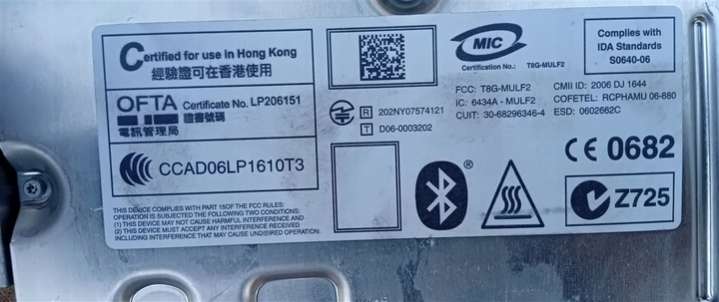 Certified for use in Hong Kong
經驗證可在香港使用
OFTA Certificate No. LP206151
電訊管理局 證書號碼
CCAD06LP1610T3
THIS DEVICE COMPLIES WITH PART 15OF THE FCC RULES:
OPERATION IS SUBJECTED THE FOLLOWING TWO CONDITIONS:
(1) THIS DEVICE MAY NOT CAUSE HARMFUL INTERFERENCE AND
(2) THIS DEVICE MUST ACCEPT ANY INTERFERENCE RECEIVED
INCLUDING INTERFERENCE THAT CAUSE UNDESIRED OPERATION.
R 202NY07574121
T D06-0003202
MIC
Certification No.: T8G-MULF2
Complies with
IDA Standards
S0640-06
FCC: T8G-MULF2
IC: 6434A - MULF2
CUIT: 30-68296346-4
CMII ID: 2006 DJ 1644
COFETEL: RCPHAMU 06-880
ESD: 0602662C
CE 0682
®
Z725